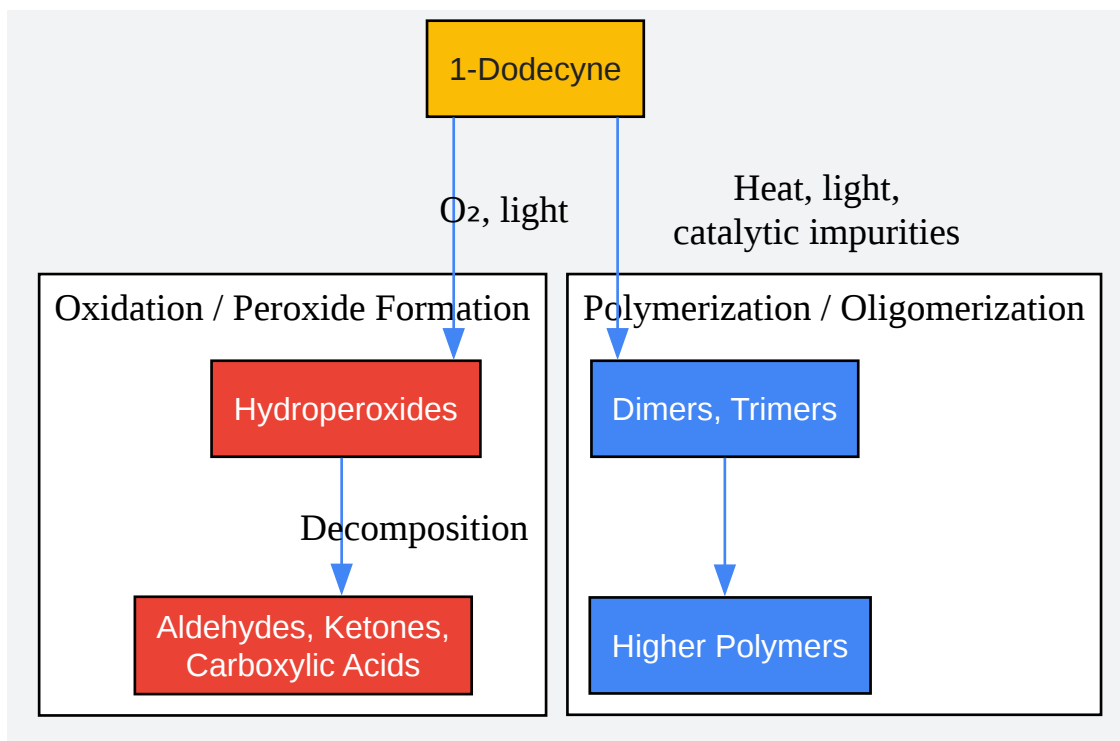 1-Dodecyne
O₂, light
Heat, light,
catalytic impurities
Oxidation / Peroxide Formation
Hydroperoxides
Decomposition
Aldehydes, Ketones,
Carboxylic Acids
Polymerization / Oligomerization
Dimers, Trimers
Higher Polymers